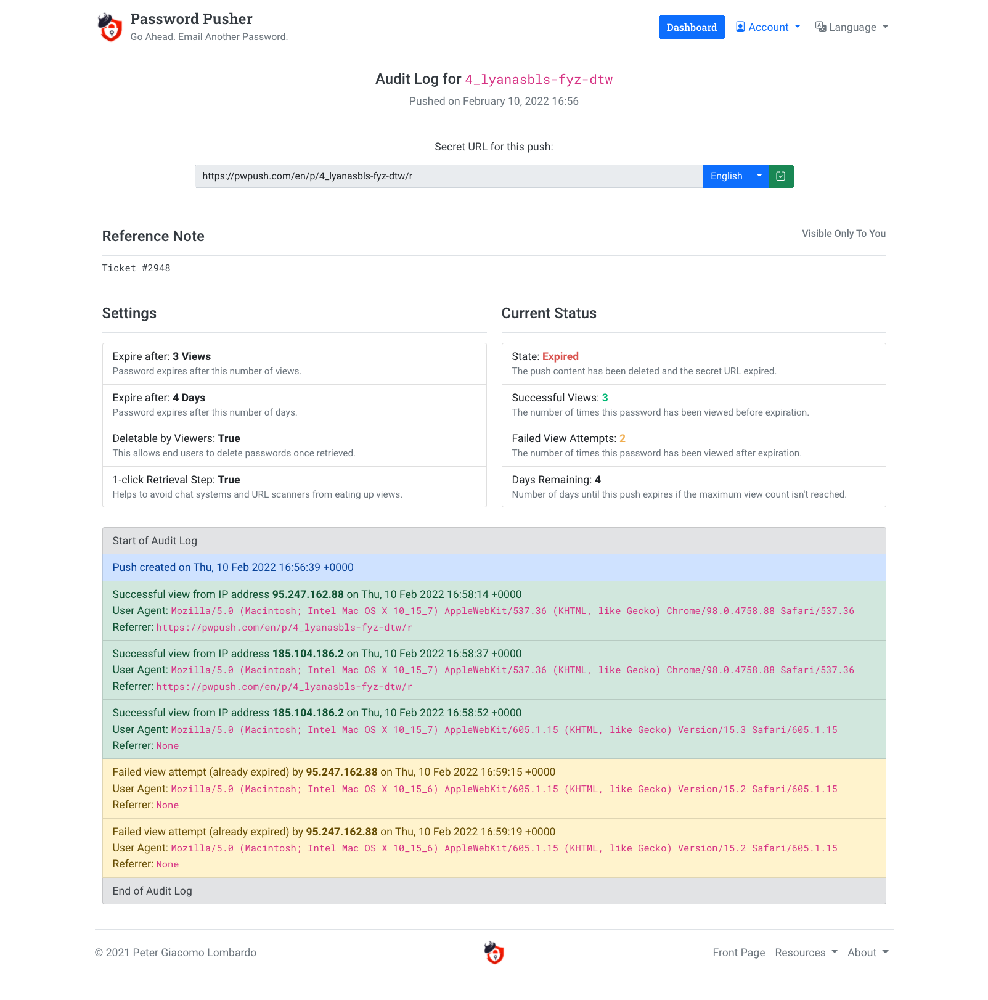 Password Pusher
Go Ahead. Email Another Password.
Dashboard
Account
Language
Audit Log for 4_lyanasbls-fyz-dtw
Pushed on February 10, 2022 16:56
Secret URL for this push:
https://pwpush.com/en/p/4_lyanasbls-fyz-dtw/r
English
Reference Note
Visible Only To You
Ticket #2948
Settings
Expire after: 3 Views
Password expires after this number of views.
Expire after: 4 Days
Password expires after this number of days.
Deletable by Viewers: True
This allows end users to delete passwords once retrieved.
1-click Retrieval Step: True
Helps to avoid chat systems and URL scanners from eating up views.
Current Status
State: Expired
The push content has been deleted and the secret URL expired.
Successful Views: 3
The number of times this password has been viewed before expiration.
Failed View Attempts: 2
The number of times this password has been viewed after expiration.
Days Remaining: 4
Number of days until this push expires if the maximum view count isn't reached.
Start of Audit Log
Push created on Thu, 10 Feb 2022 16:56:39 +0000
Successful view from IP address 95.247.162.88 on Thu, 10 Feb 2022 16:58:14 +0000
User Agent: Mozilla/5.0 (Macintosh; Intel Mac OS X 10_15_7) AppleWebKit/537.36 (KHTML, like Gecko) Chrome/98.0.4758.88 Safari/537.36
Referrer: https://pwpush.com/en/p/4_lyanasbls-fyz-dtw/r
Successful view from IP address 185.104.186.2 on Thu, 10 Feb 2022 16:58:37 +0000
User Agent: Mozilla/5.0 (Macintosh; Intel Mac OS X 10_15_7) AppleWebKit/537.36 (KHTML, like Gecko) Chrome/98.0.4758.88 Safari/537.36
Referrer: https://pwpush.com/en/p/4_lyanasbls-fyz-dtw/r
Successful view from IP address 185.104.186.2 on Thu, 10 Feb 2022 16:58:52 +0000
User Agent: Mozilla/5.0 (Macintosh; Intel Mac OS X 10_15_7) AppleWebKit/605.1.15 (KHTML, like Gecko) Version/15.3 Safari/605.1.15
Referrer: None
Failed view attempt (already expired) by 95.247.162.88 on Thu, 10 Feb 2022 16:59:15 +0000
User Agent: Mozilla/5.0 (Macintosh; Intel Mac OS X 10_15_6) AppleWebKit/605.1.15 (KHTML, like Gecko) Version/15.2 Safari/605.1.15
Referrer: None
Failed view attempt (already expired) by 95.247.162.88 on Thu, 10 Feb 2022 16:59:19 +0000
User Agent: Mozilla/5.0 (Macintosh; Intel Mac OS X 10_15_6) AppleWebKit/605.1.15 (KHTML, like Gecko) Version/15.2 Safari/605.1.15
Referrer: None
End of Audit Log
© 2021 Peter Giacomo Lombardo
Front Page
Resources
About